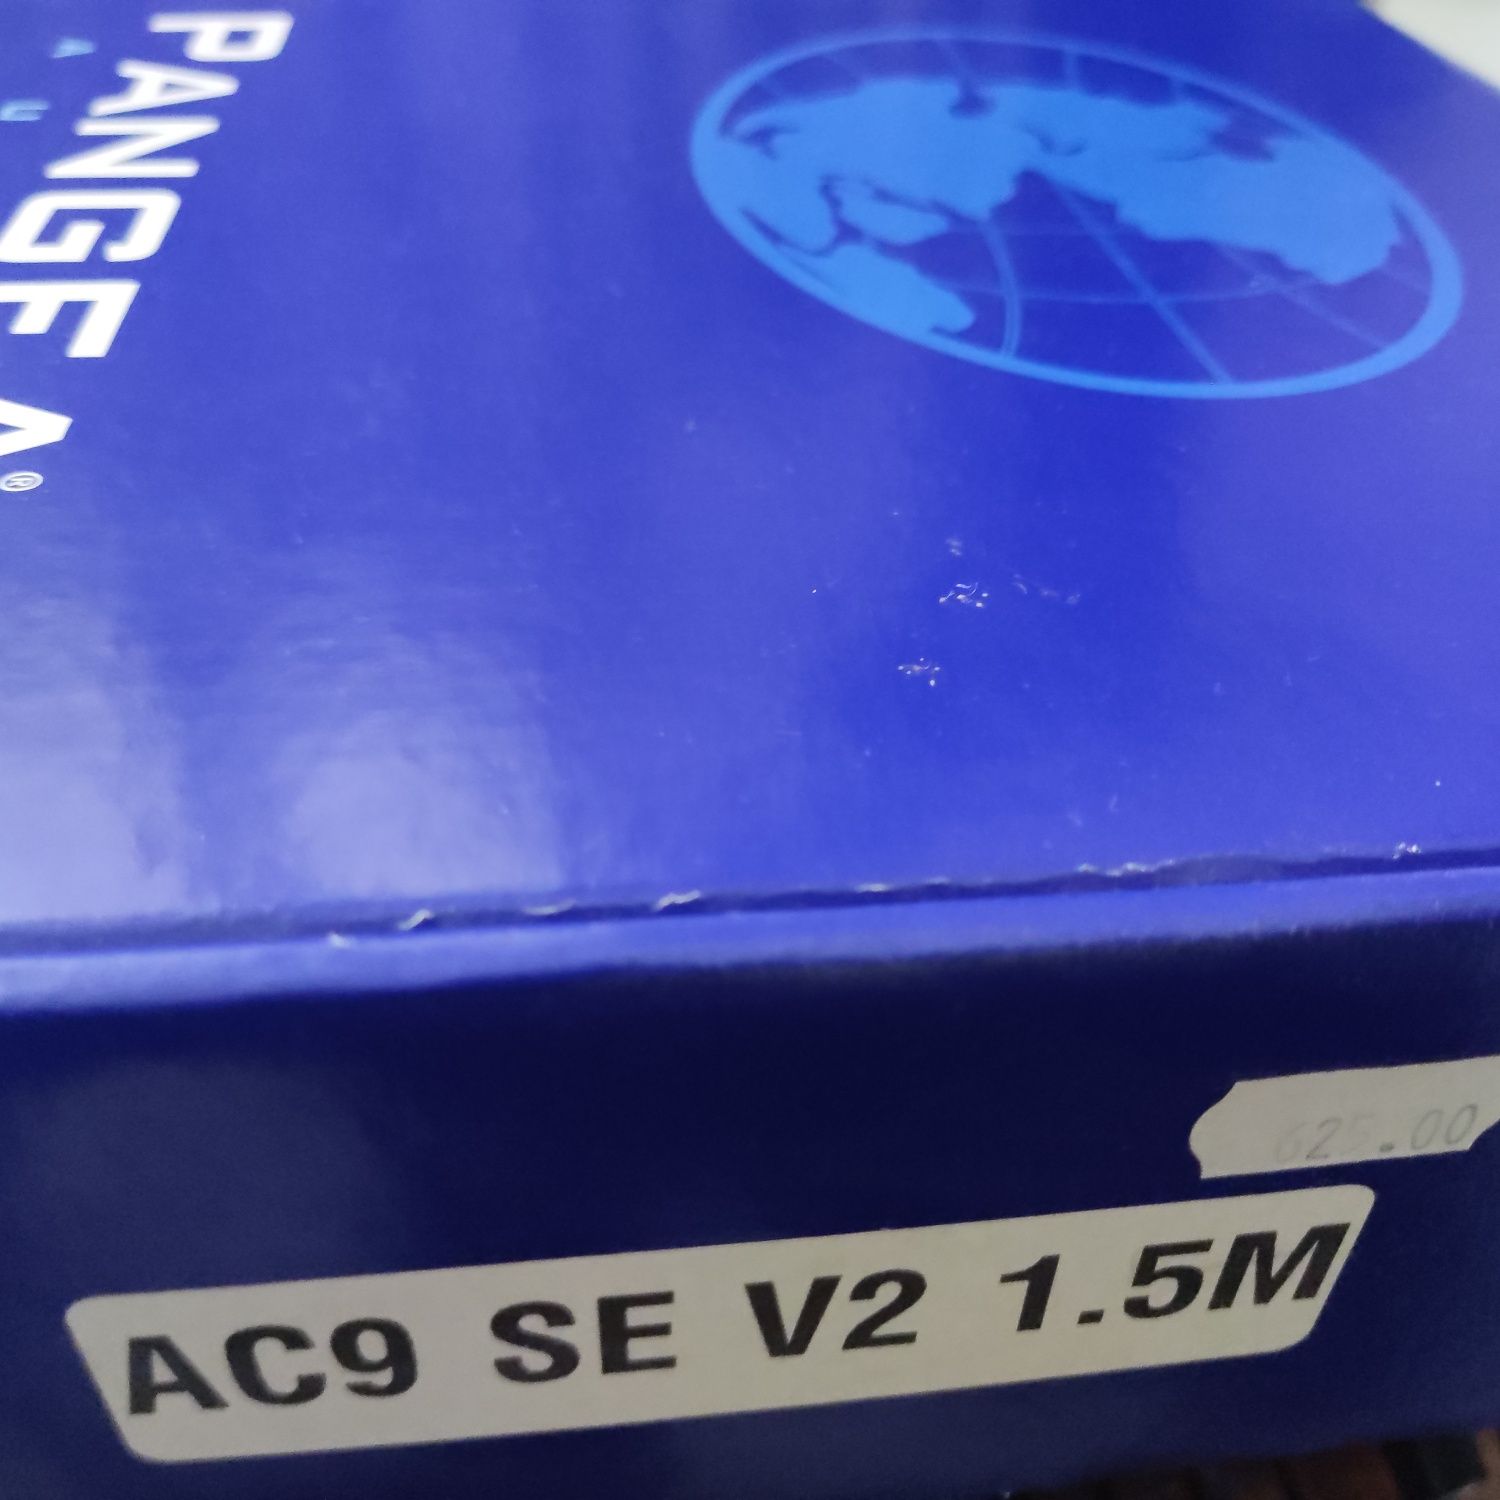 PANGEA®
A U
625.00
AC9 SE V2 1.5M